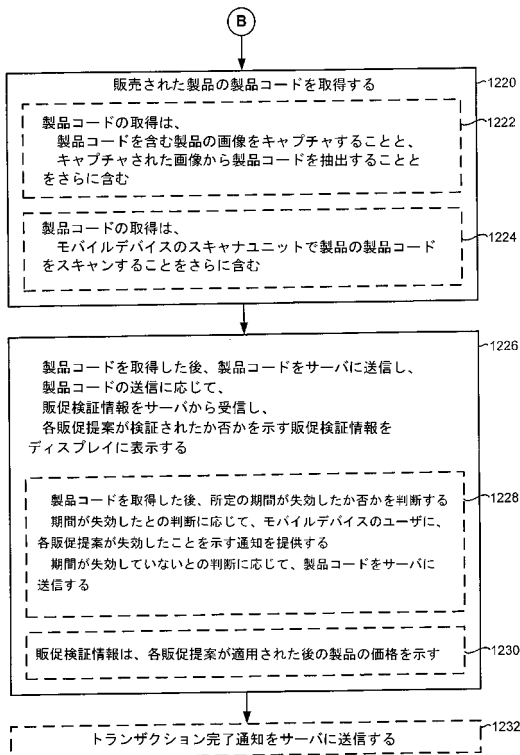 B
販売された製品の製品コードを取得する
1220
製品コードの取得は、
製品コードを含む製品の画像をキャプチャすることと、
キャプチャされた画像から製品コードを抽出することと
をさらに含む
1222
製品コードの取得は、
モバイルデバイスのスキャナユニットで製品の製品コード
をスキャンすることをさらに含む
1224
製品コードを取得した後、製品コードをサーバに送信し、
製品コードの送信に応じて、
販促検証情報をサーバから受信し、
各販促提案が検証されたか否かを示す販促検証情報を
ディスプレイに表示する
1226
製品コードを取得した後、所定の期間が失効したか否かを判断する
期間が失効したとの判断に応じて、モバイルデバイスのユーザに、
各販促提案が失効したことを示す通知を提供する
期間が失効していないとの判断に応じて、製品コードをサーバに
送信する
1228
販促検証情報は、各販促提案が適用された後の製品の価格を示す
1230
トランザクション完了通知をサーバに送信する
1232